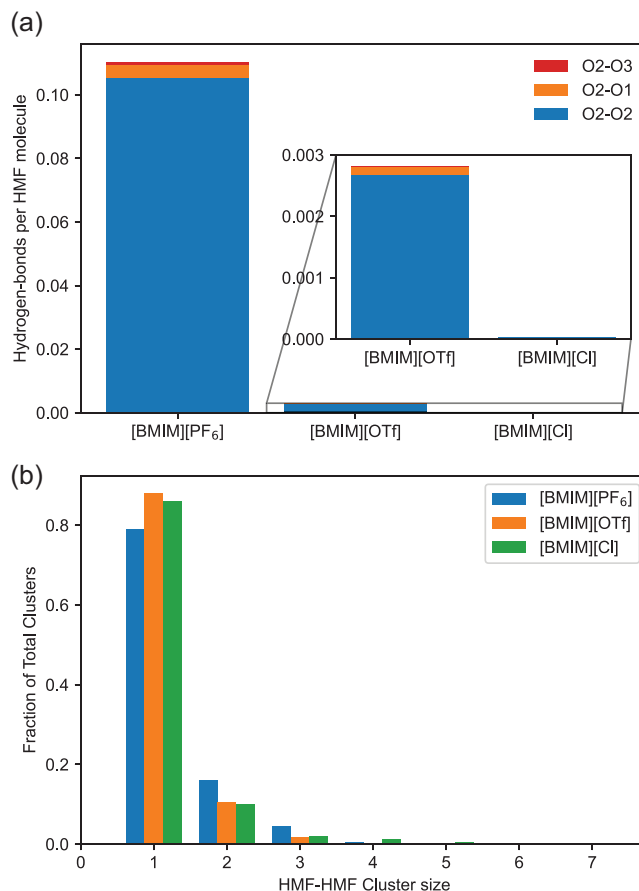 (a)
Hydrogen-bonds per HMF molecule
0.10
0.08
0.06
0.04
0.02
0.00
O2-O3
O2-O1
O2-O2
0.003
0.002
0.001
0.000
[BMIM][OTf]
[BMIM][Cl]
[BMIM][PF₆]
[BMIM][OTf]
[BMIM][Cl]
(b)
Fraction of Total Clusters
0.8
0.6
0.4
0.2
0.0
[BMIM][PF₆]
[BMIM][OTf]
[BMIM][Cl]
0 1 2 3 4 5 6 7
HMF-HMF Cluster size